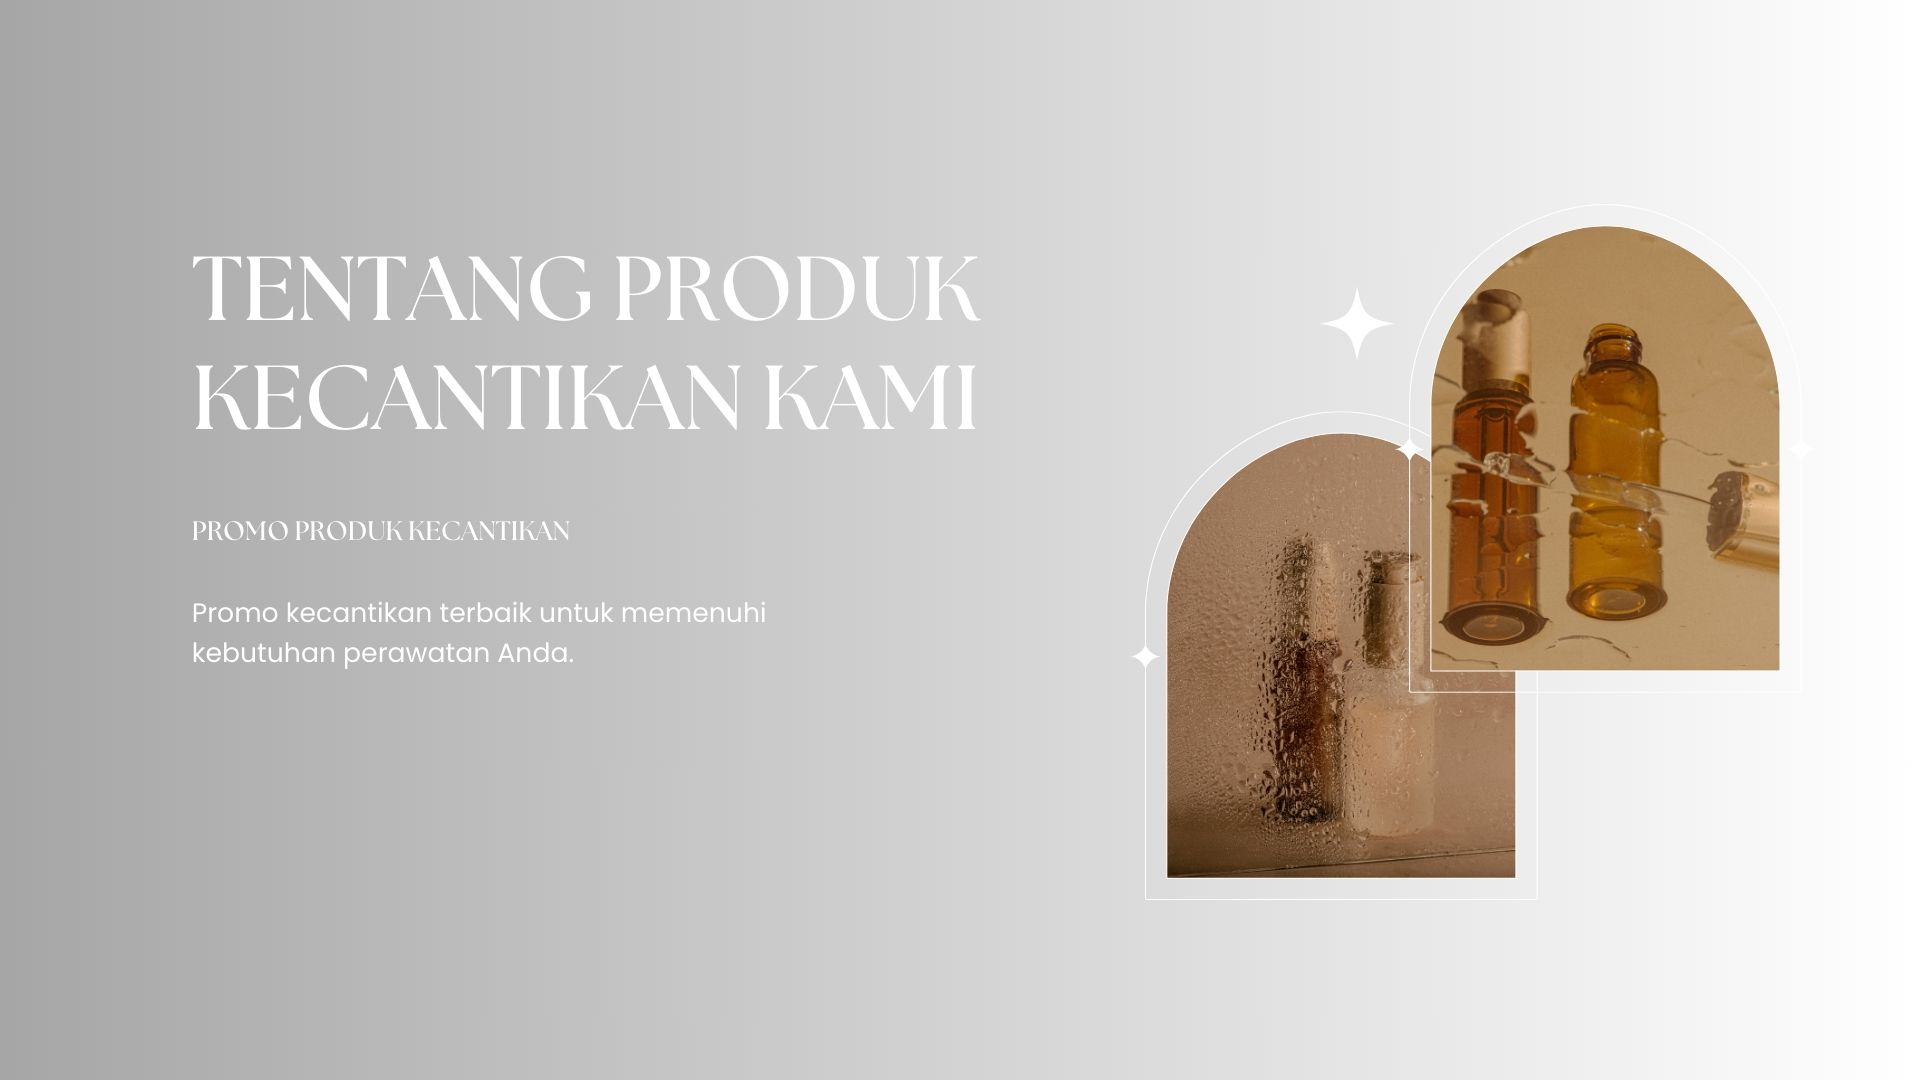 TENTANG PRODUK
KECANTIKAN KAMI
PROMO PRODUK KECANTIKAN
Promo kecantikan terbaik untuk memenuhi
kebutuhan perawatan Anda.